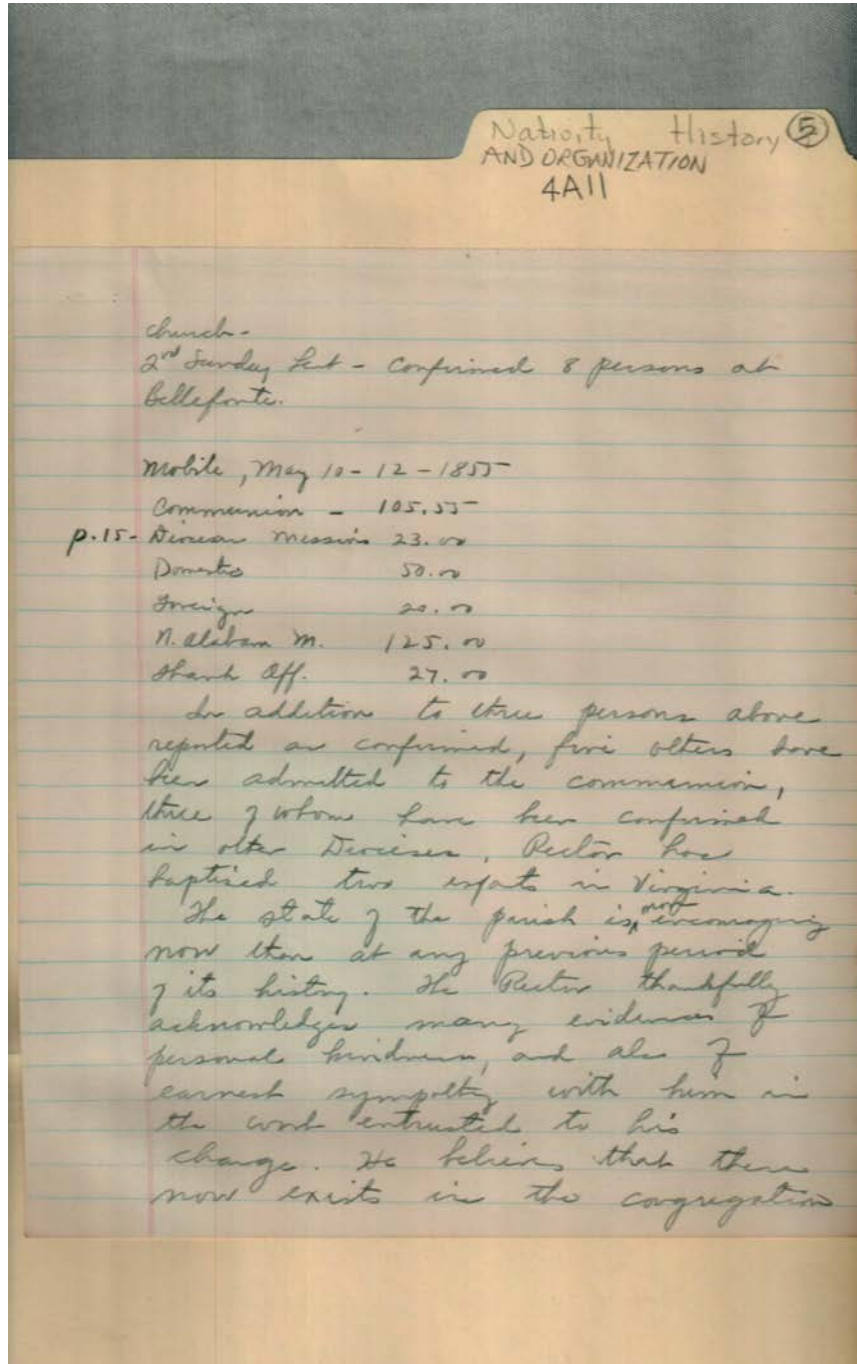 Nativity History 5
AND ORGANIZATION
4A11
church-
2nd Sunday Lent - Confirmed 8 persons at
Bellefonte.
Mobile, May 10-12-1855
Communion - 105.55
p.15- Diocesan Missions 23.00
Domestic 50.00
Foreign 20.00
N. Alabam M. 125.00
Thank Off. 27.00
In addition to three persons above
reported as confirmed, five others have
been admitted to the communion,
three of whom have been confirmed
in other Dioceses, Rector has
baptised two infants in Virginia.
The state of the parish is more encouraging
now than at any previous period
of its history. The Rector thankfully
acknowledges many evidences of
personal kindness, and also of
earnest sympathy with him in
the work entrusted to his
charge. He believes that there
now exists in the congregation